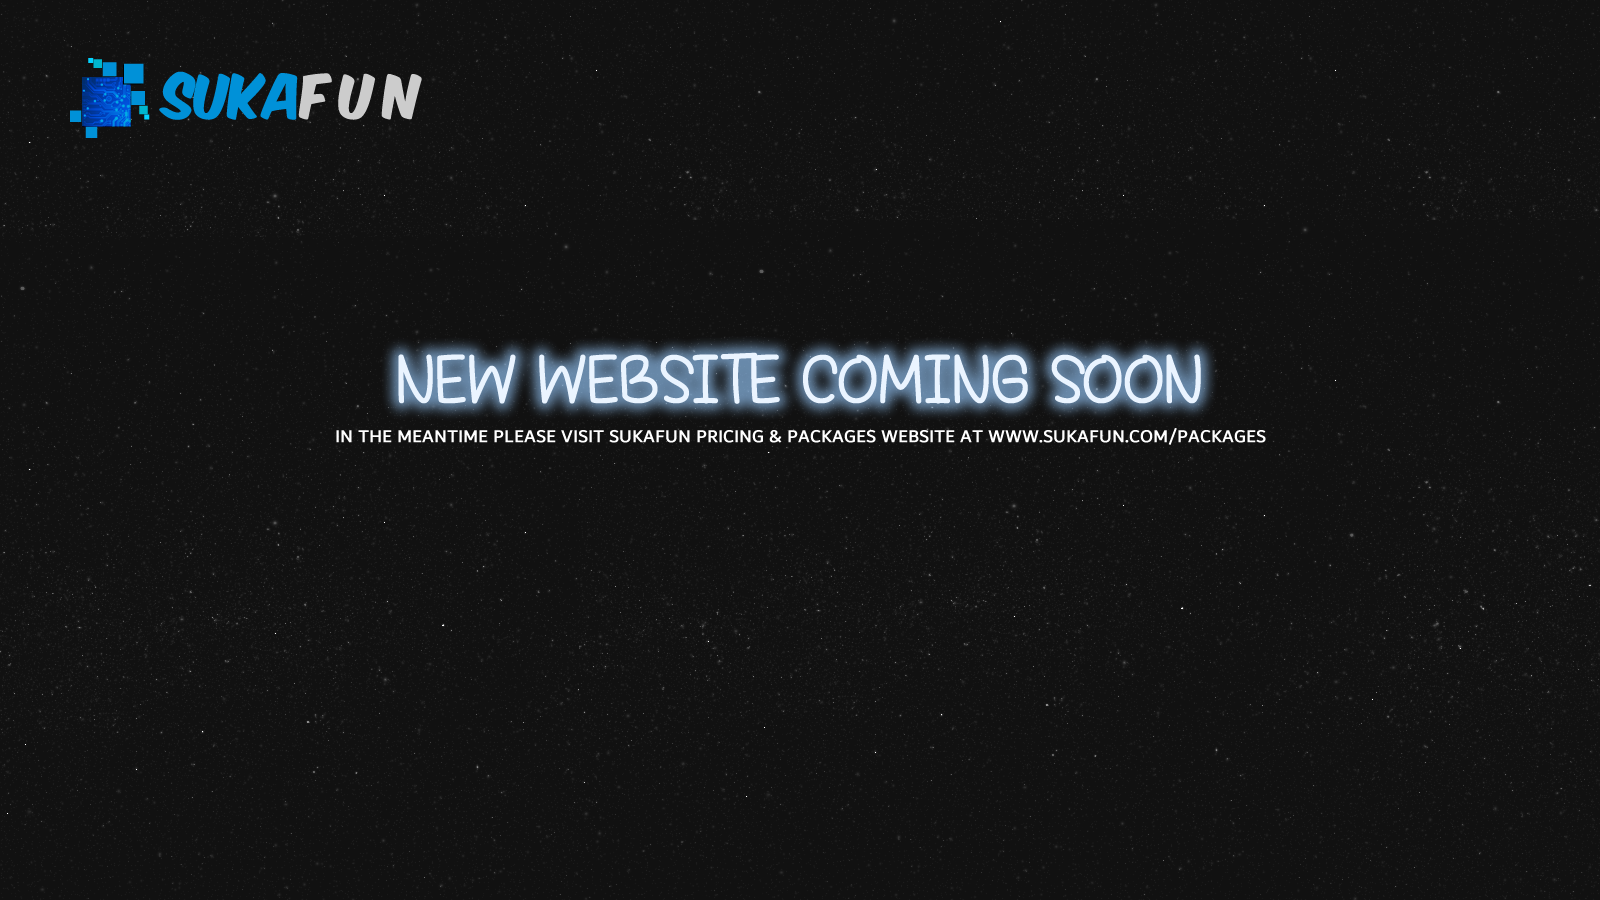 SUKAFUN
NEW WEBSITE COMING SOON
IN THE MEANTIME PLEASE VISIT SUKAFUN PRICING & PACKAGES WEBSITE AT WWW.SUKAFUN.COM/PACKAGES